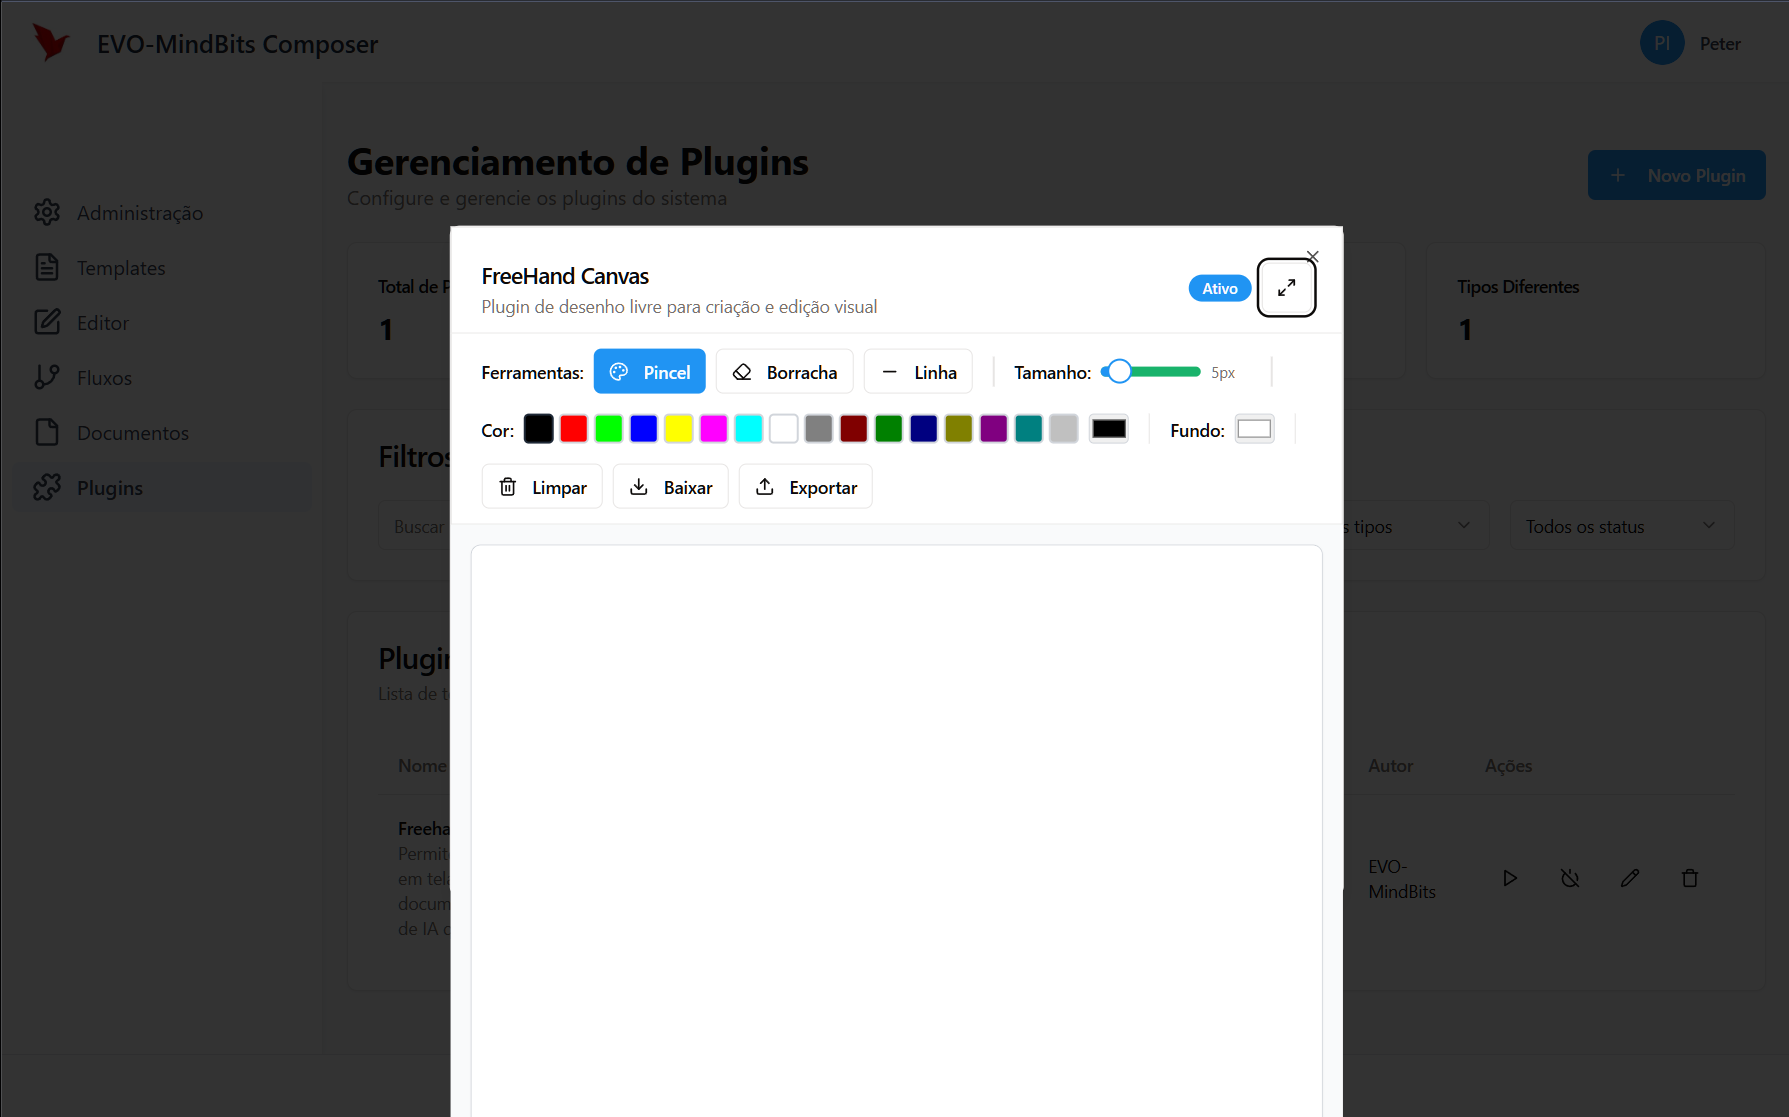 EVO-MindBits Composer
PI
Peter
Gerenciamento de Plugins
Configure e gerencie os plugins do sistema
Novo Plugin
Administração
Templates
Editor
Fluxos
Documentos
Plugins
Total de P
1
Tipos Diferentes
1
FreeHand Canvas
Plugin de desenho livre para criação e edição visual
Ativo
Ferramentas:
Pincel
Borracha
Linha
Tamanho:
5px
Cor:
Fundo:
Limpar
Baixar
Exportar
Filtros
Buscar
s tipos
Todos os status
Plugin
Lista de t
Nome
Autor
Ações
Freeha
Permit
em tela
docum
de IA
EVO-
MindBits